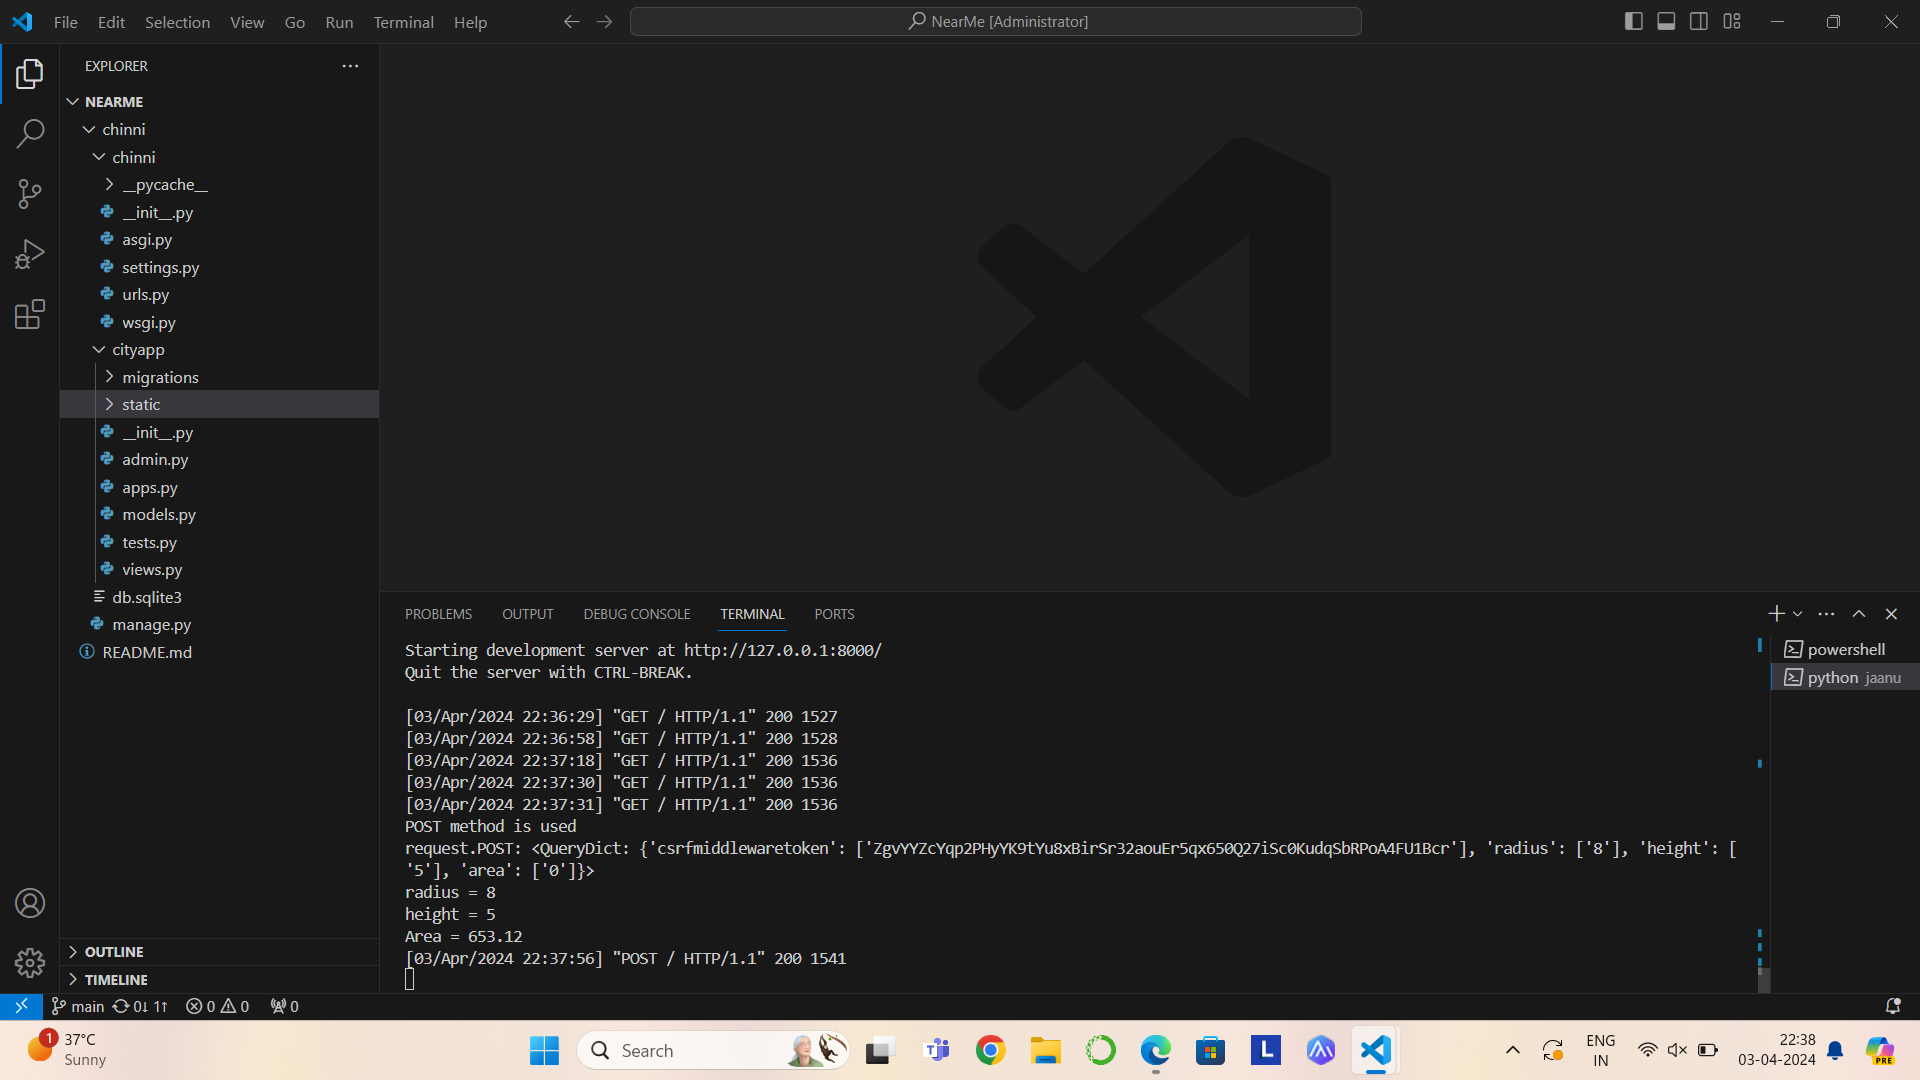 File Edit Selection View Go Run Terminal Help
NearMe [Administrator]
EXPLORER
NEARME
chinni
chinni
__pycache__
__init__.py
asgi.py
settings.py
urls.py
wsgi.py
cityapp
migrations
static
__init__.py
admin.py
apps.py
models.py
tests.py
views.py
db.sqlite3
manage.py
README.md
OUTLINE
TIMELINE
PROBLEMS OUTPUT DEBUG CONSOLE TERMINAL PORTS
Starting development server at http://127.0.0.1:8000/
Quit the server with CTRL-BREAK.
[03/Apr/2024 22:36:29] "GET / HTTP/1.1" 200 1527
[03/Apr/2024 22:36:58] "GET / HTTP/1.1" 200 1528
[03/Apr/2024 22:37:18] "GET / HTTP/1.1" 200 1536
[03/Apr/2024 22:37:30] "GET / HTTP/1.1" 200 1536
[03/Apr/2024 22:37:31] "GET / HTTP/1.1" 200 1536
POST method is used
request.POST: <QueryDict: {'csrfmiddlewaretoken': ['ZgvYYZcYqp2PHyYK9tYu8xBirSr32aouEr5qx650Q27iSc0KudqSbRPoA4FU1Bcr'], 'radius': ['8'], 'height': [
'5'], 'area': ['0']}>
radius = 8
height = 5
Area = 653.12
[03/Apr/2024 22:37:56] "POST / HTTP/1.1" 200 1541
powershell
python jaanu
main 0↓ 1↑ 0 0 0
1
37°C
Sunny
Search
L
PRE
ENG
IN
22:38
03-04-2024